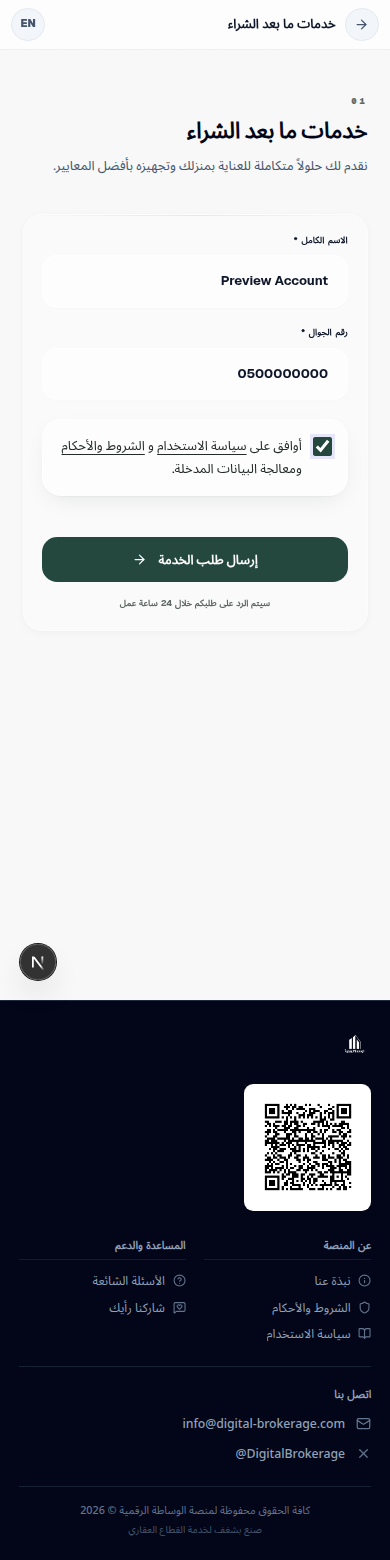 خدمات ما بعد الشراء
EN
01
خدمات ما بعد الشراء
نقدم لك حلولاً متكاملة للعناية بمنزلك وتجهيزه بأفضل المعايير.
الاسم الكامل *
Preview Account
رقم الجوال *
0500000000
أوافق على سياسة الاستخدام و الشروط والأحكام
ومعالجة البيانات المدخلة.
إرسال طلب الخدمة
سيتم الرد على طلبكم خلال 24 ساعة عمل
N
عن المنصة
نبذة عنا
الشروط والأحكام
سياسة الاستخدام
المساعدة والدعم
الأسئلة الشائعة
شاركنا رأيك
اتصل بنا
info@digital-brokerage.com
@DigitalBrokerage
كافة الحقوق محفوظة لمنصة الوساطة الرقمية © 2026
صنع بشغف لخدمة القطاع العقاري